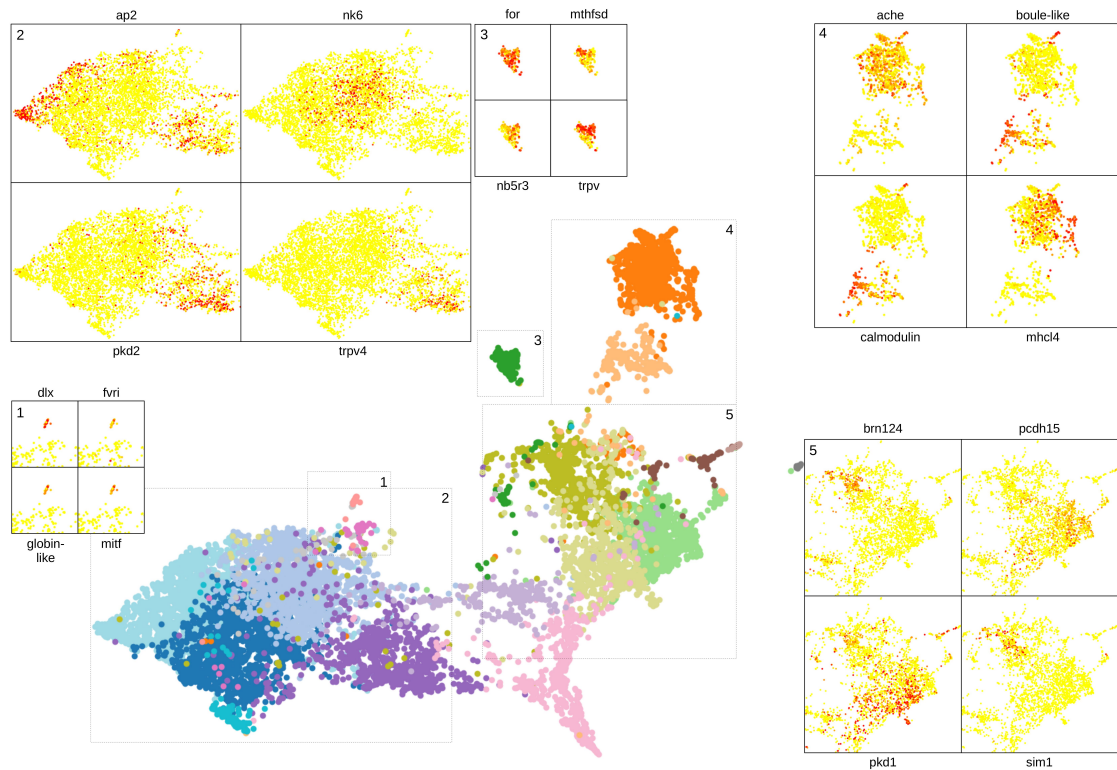 ap2
nk6
2
pkd2
trpv4
for
mthfsd
3
nb5r3
trpv
ache
boule-like
4
calmodulin
mhcl4
4
3
dlx
fvri
1
globin-
like
mitf
5
1
2
brn124
pcdh15
5
pkd1
sim1